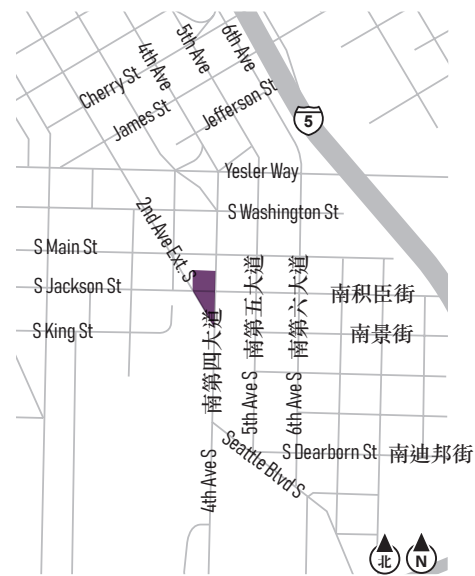 4th Ave
5th Ave
6th Ave
Cherry St
James St
Jefferson St
5
Yesler Way
S Washington St
2nd Ave Ext. S
S Main St
S Jackson St
南积臣街
S King St
南景街
南第四大道
南第五大道
南第六大道
5th Ave S
6th Ave S
4th Ave S
Seattle Blvd S
S Dearborn St 南迪邦街
北
N